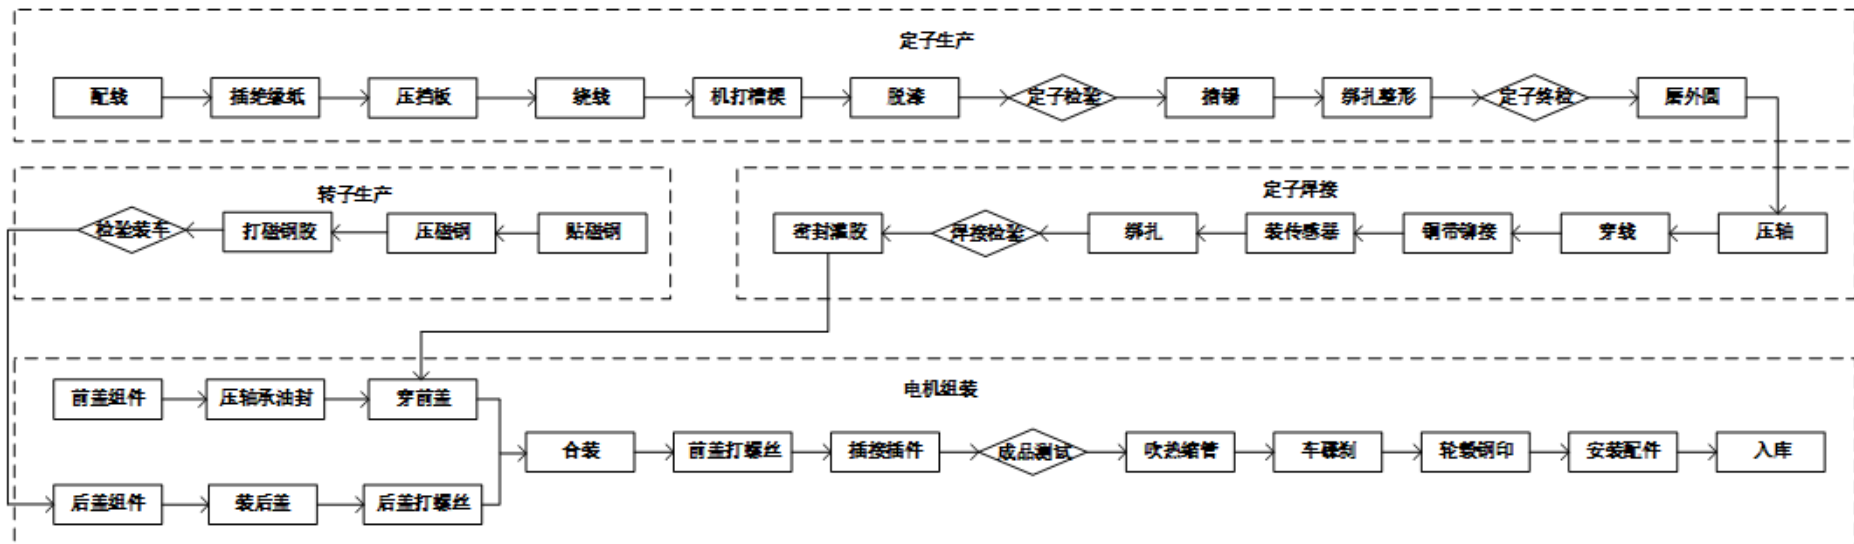 定子生产
配线
插绝缘纸
压挡板
绕线
机打槽楔
脱漆
定子检鉴
搪锡
绑扎整形
定子终检
磨外圆
转子生产
检验装车
打磁钢胶
压磁钢
贴磁钢
定子焊接
密封灌胶
焊接检鉴
绑扎
装传感器
铜带铆接
穿线
压轴
电机组装
前盖组件
压轴承油封
穿前盖
合装
前盖打螺丝
插接插件
成品测试
吹热缩管
车碟刹
轮毂钢印
安装配件
入库
后盖组件
装后盖
后盖打螺丝